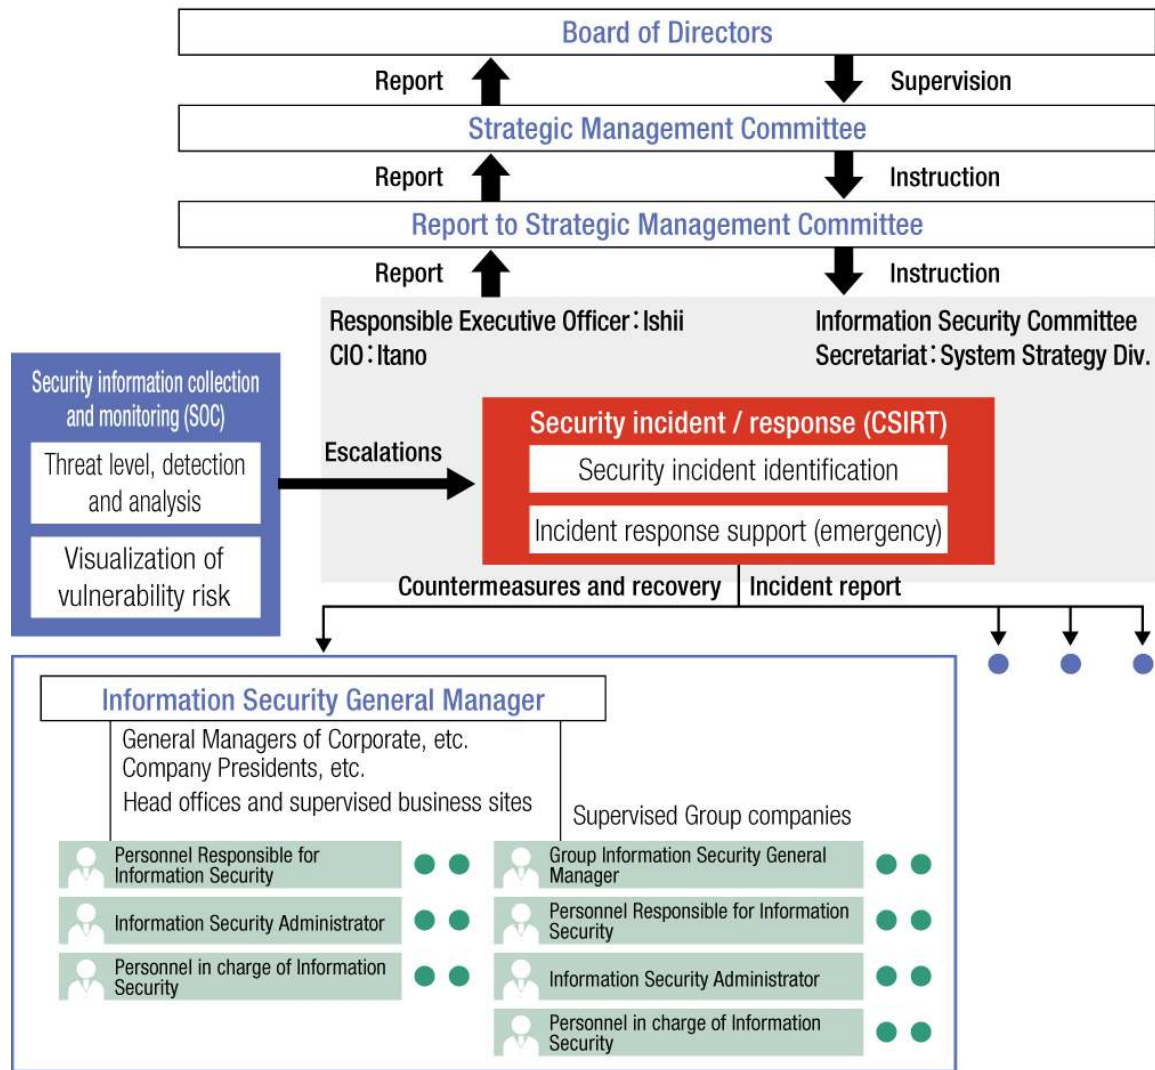 Board of Directors
Report
Supervision
Strategic Management Committee
Report
Instruction
Report to Strategic Management Committee
Report
Instruction
Responsible Executive Officer：Ishii
CIO：Itano
Information Security Committee
Secretariat：System Strategy Div.
Security information collection
and monitoring (SOC)
Threat level, detection
and analysis
Visualization of
vulnerability risk
Escalations
Security incident / response (CSIRT)
Security incident identification
Incident response support (emergency)
Countermeasures and recovery
Incident report
Information Security General Manager
General Managers of Corporate, etc.
Company Presidents, etc.
Head offices and supervised business sites
Personnel Responsible for
Information Security
Information Security Administrator
Personnel in charge of Information
Security
Supervised Group companies
Group Information Security General
Manager
Personnel Responsible for Information
Security
Information Security Administrator
Personnel in charge of Information
Security